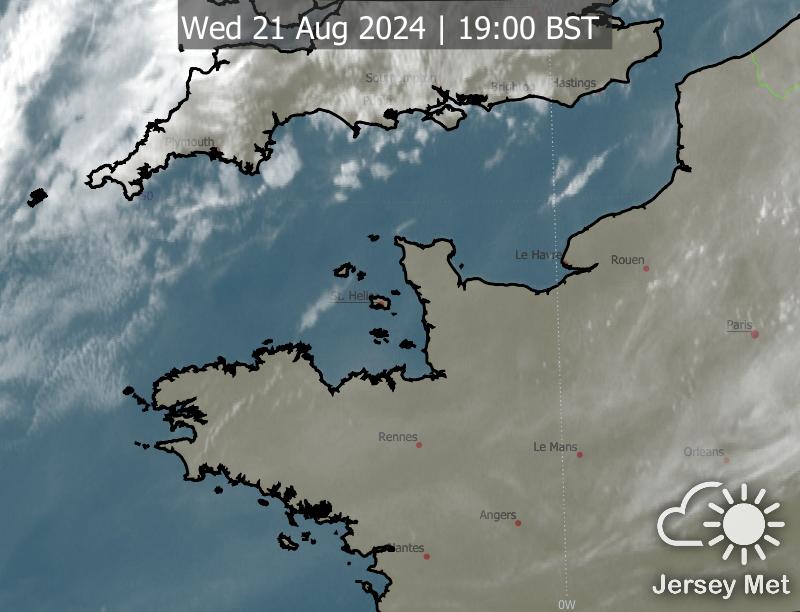 Wed 21 Aug 2024 | 19:00 BST
Southampton
Brighton
Hastings
Plymouth
50
Le Havre
Rouen
St. Helier
Paris
Rennes
Le Mans
Orleans
Angers
Nantes
0W
Jersey Met